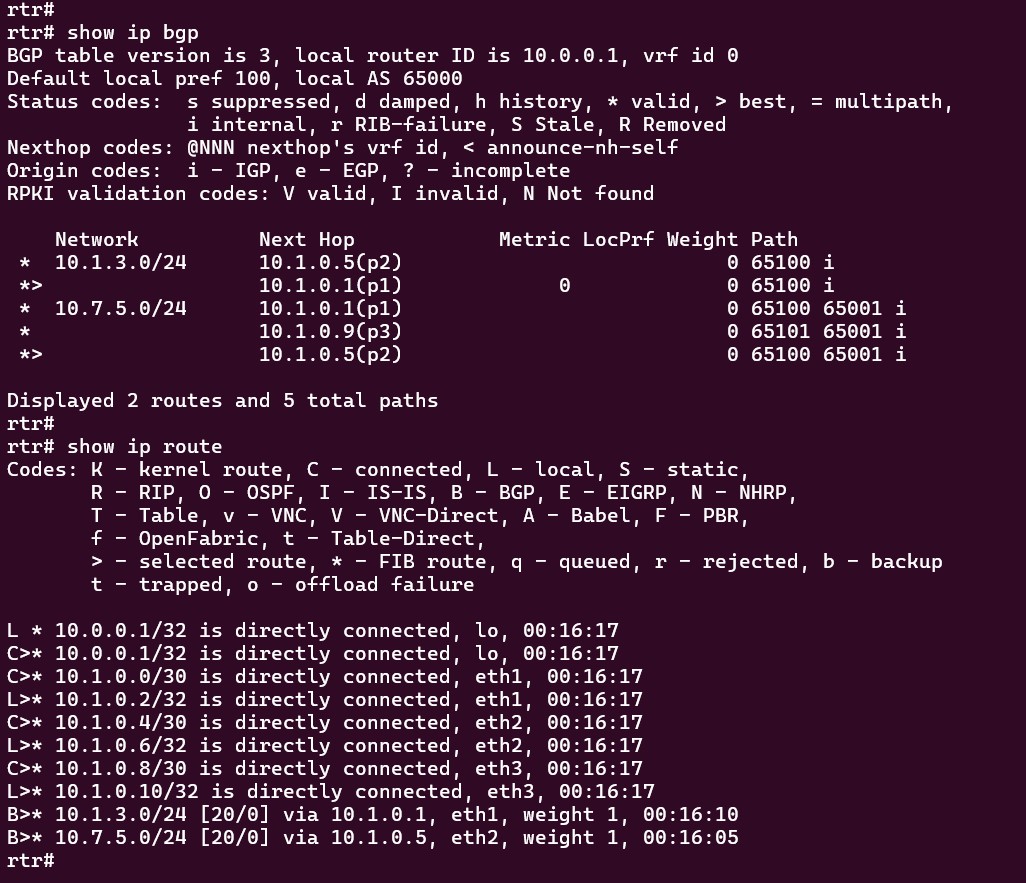 rtr#
rtr# show ip bgp
BGP table version is 3, local router ID is 10.0.0.1, vrf id 0
Default local pref 100, local AS 65000
Status codes:  s suppressed, d damped, h history, * valid, > best, = multipath,
               i internal, r RIB-failure, S Stale, R Removed
Nexthop codes: @NNN nexthop's vrf id, < announce-nh-self
Origin codes:  i - IGP, e - EGP, ? - incomplete
RPKI validation codes: V valid, I invalid, N Not found

    Network          Next Hop            Metric LocPrf Weight Path
 *  10.1.3.0/24      10.1.0.5(p2)                           0 65100 i
 *>                  10.1.0.1(p1)             0             0 65100 i
 *  10.7.5.0/24      10.1.0.1(p1)                           0 65100 65001 i
 *                   10.1.0.9(p3)                           0 65101 65001 i
 *>                  10.1.0.5(p2)                           0 65100 65001 i

Displayed 2 routes and 5 total paths
rtr#
rtr# show ip route
Codes: K - kernel route, C - connected, L - local, S - static,
       R - RIP, O - OSPF, I - IS-IS, B - BGP, E - EIGRP, N - NHRP,
       T - Table, v - VNC, V - VNC-Direct, A - Babel, F - PBR,
       f - OpenFabric, t - Table-Direct,
       > - selected route, * - FIB route, q - queued, r - rejected, b - backup
       t - trapped, o - offload failure

L * 10.0.0.1/32 is directly connected, lo, 00:16:17
C>* 10.0.0.1/32 is directly connected, lo, 00:16:17
C>* 10.1.0.0/30 is directly connected, eth1, 00:16:17
L>* 10.1.0.2/32 is directly connected, eth1, 00:16:17
C>* 10.1.0.4/30 is directly connected, eth2, 00:16:17
L>* 10.1.0.6/32 is directly connected, eth2, 00:16:17
C>* 10.1.0.8/30 is directly connected, eth3, 00:16:17
L>* 10.1.0.10/32 is directly connected, eth3, 00:16:17
B>* 10.1.3.0/24 [20/0] via 10.1.0.1, eth1, weight 1, 00:16:10
B>* 10.7.5.0/24 [20/0] via 10.1.0.5, eth2, weight 1, 00:16:05
rtr#